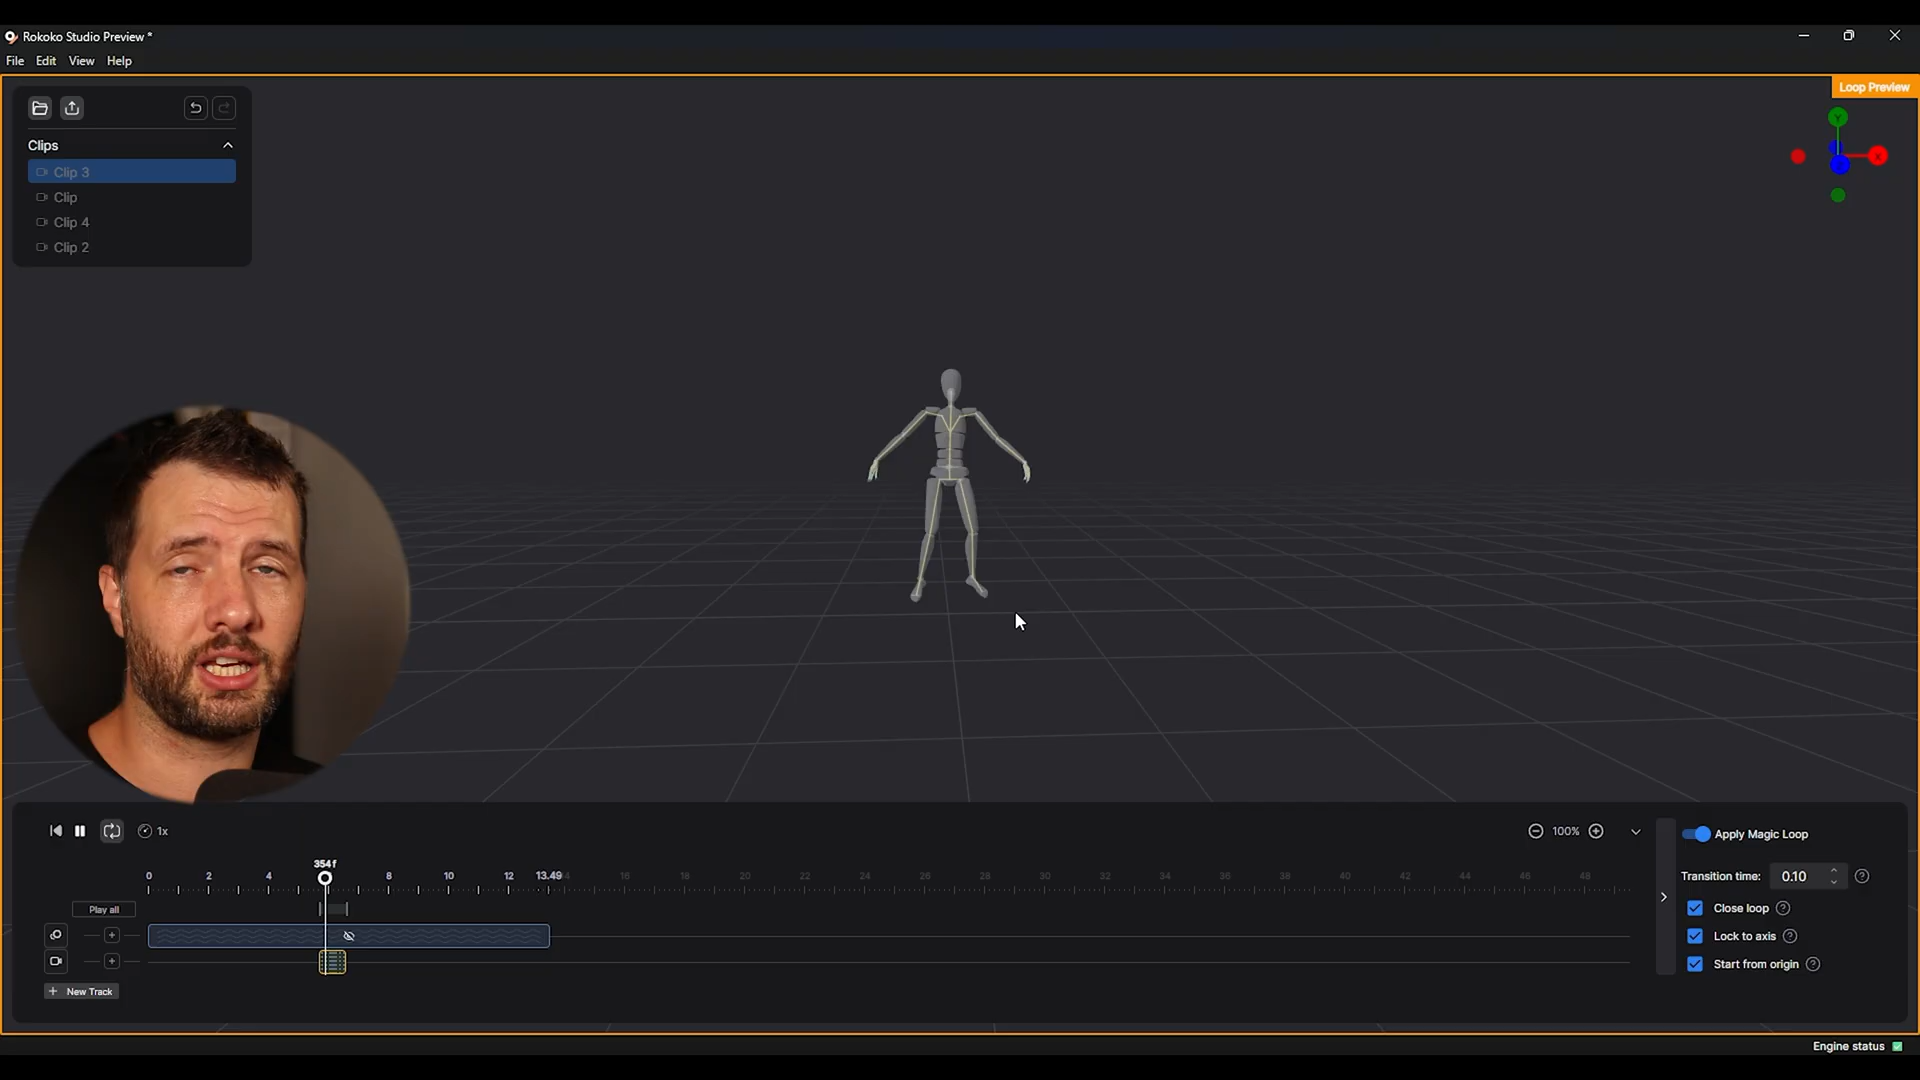 Rokoko Studio Preview *
File Edit View Help
Loop Preview
Y
X
Clips
Clip 3
Clip
Clip 4
Clip 2
1x
100%
Apply Magic Loop
354f
0 2 4 8 10 12 13.49 14 16 18 20 22 24 26 28 30 32 34 36 38 40 42 44 46 48
Transition time: 0.10
Play all
Close loop
Lock to axis
Start from origin
+ New Track
Engine status